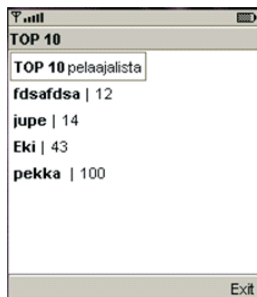 TOP 10
TOP 10 pelaajalista
fdsafdsa | 12
jupe | 14
Eki | 43
pekka | 100
Exit